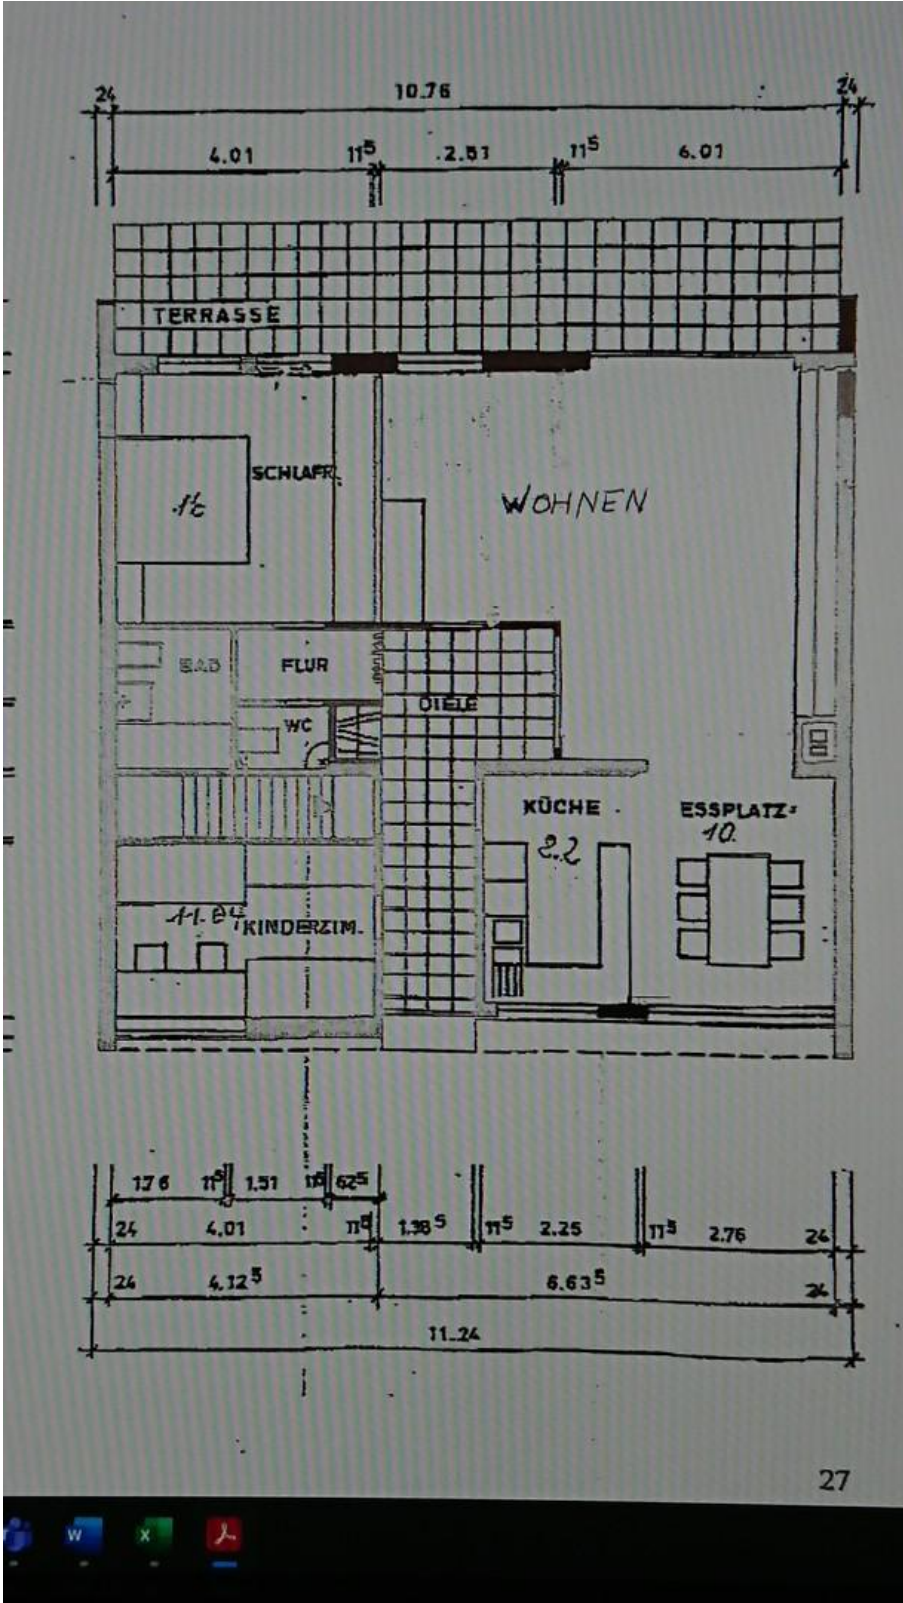 24 10.76 24
4.01 11⁵ 2.51 11⁵ 6.01
TERRASSE
SCHLAFR.
WOHNEN
BAD FLUR
DIELE
WC
KÜCHE ESSPLATZ
2.2 10.
KINDERZIM.
1.76 11⁵ 1.51 11⁵ 62⁵
24 4.01 11⁵ 1.38⁵ 11⁵ 2.25 11⁵ 2.76 24
24 4.12⁵ 6.63⁵ 24
11.24
27
W X